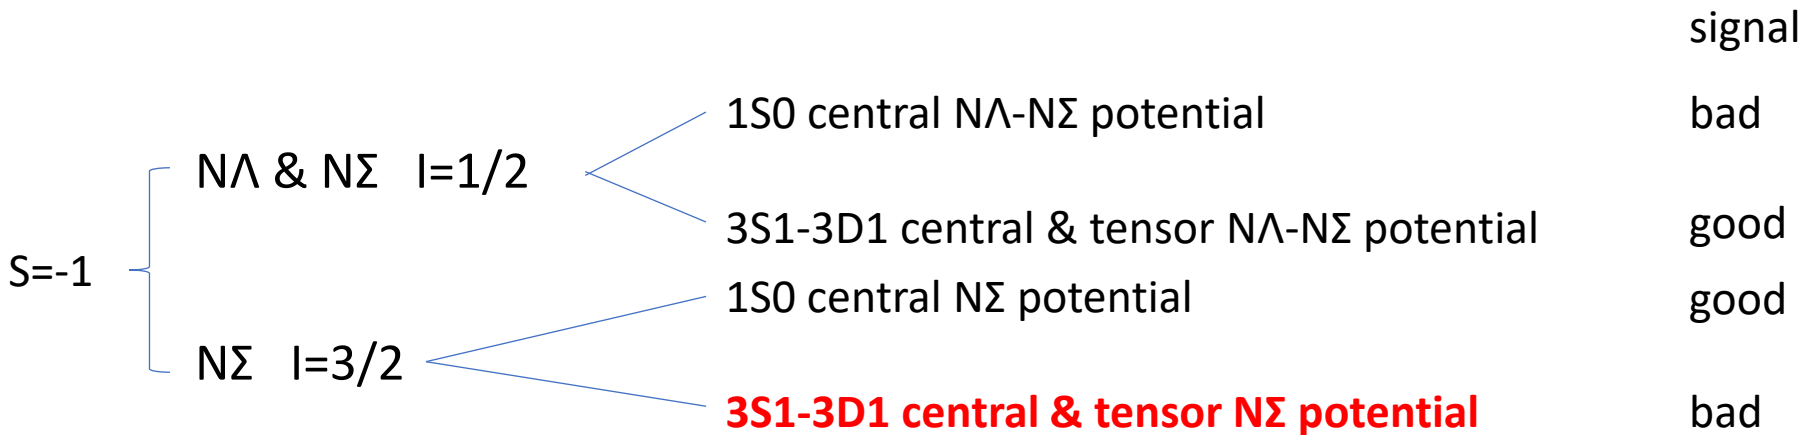 signal
1S0 central NΛ-NΣ potential bad
NΛ & NΣ I=1/2
3S1-3D1 central & tensor NΛ-NΣ potential good
S=-1
1S0 central NΣ potential good
NΣ I=3/2
3S1-3D1 central & tensor NΣ potential bad